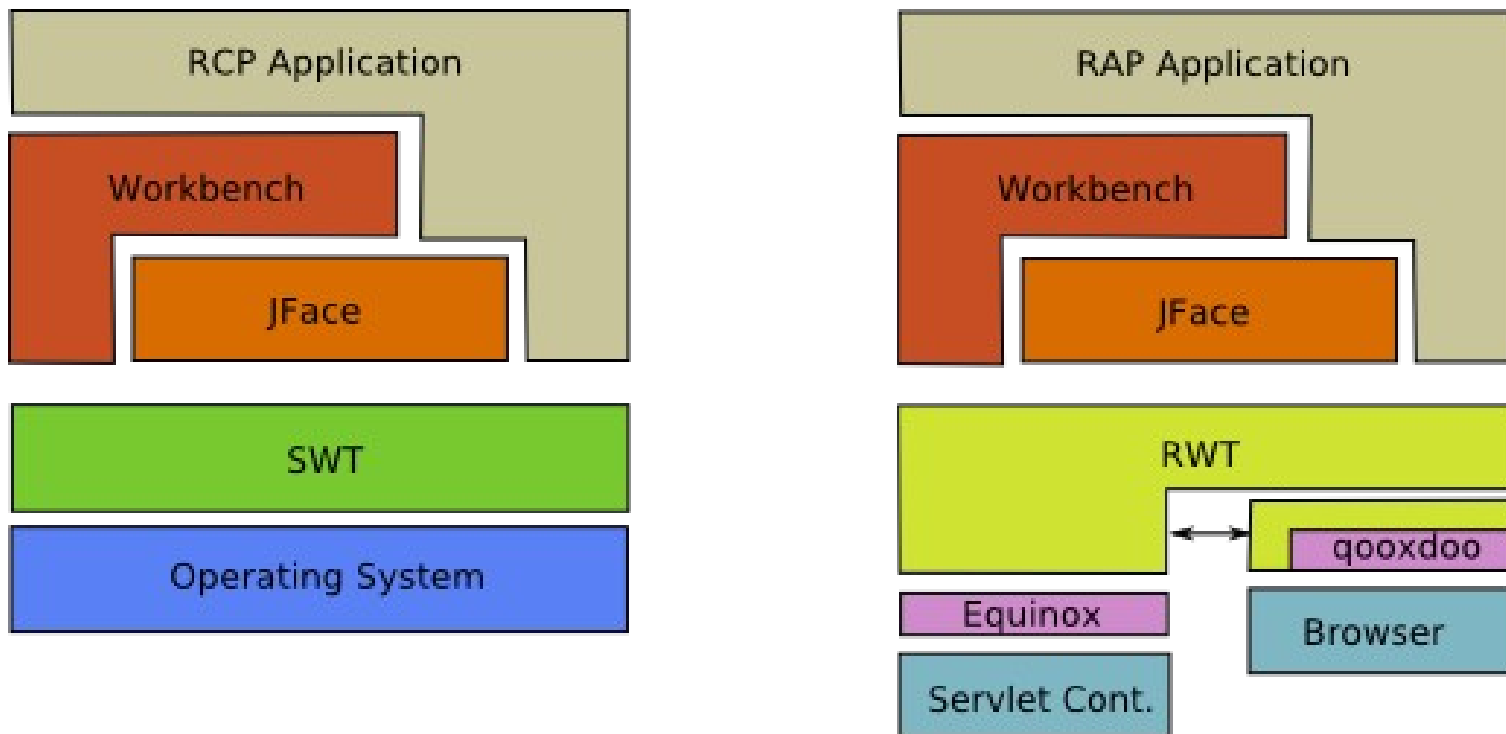 RCP Application
Workbench
JFace
SWT
Operating System
RAP Application
Workbench
JFace
RWT
qooxdoo
Equinox
Browser
Servlet Cont.